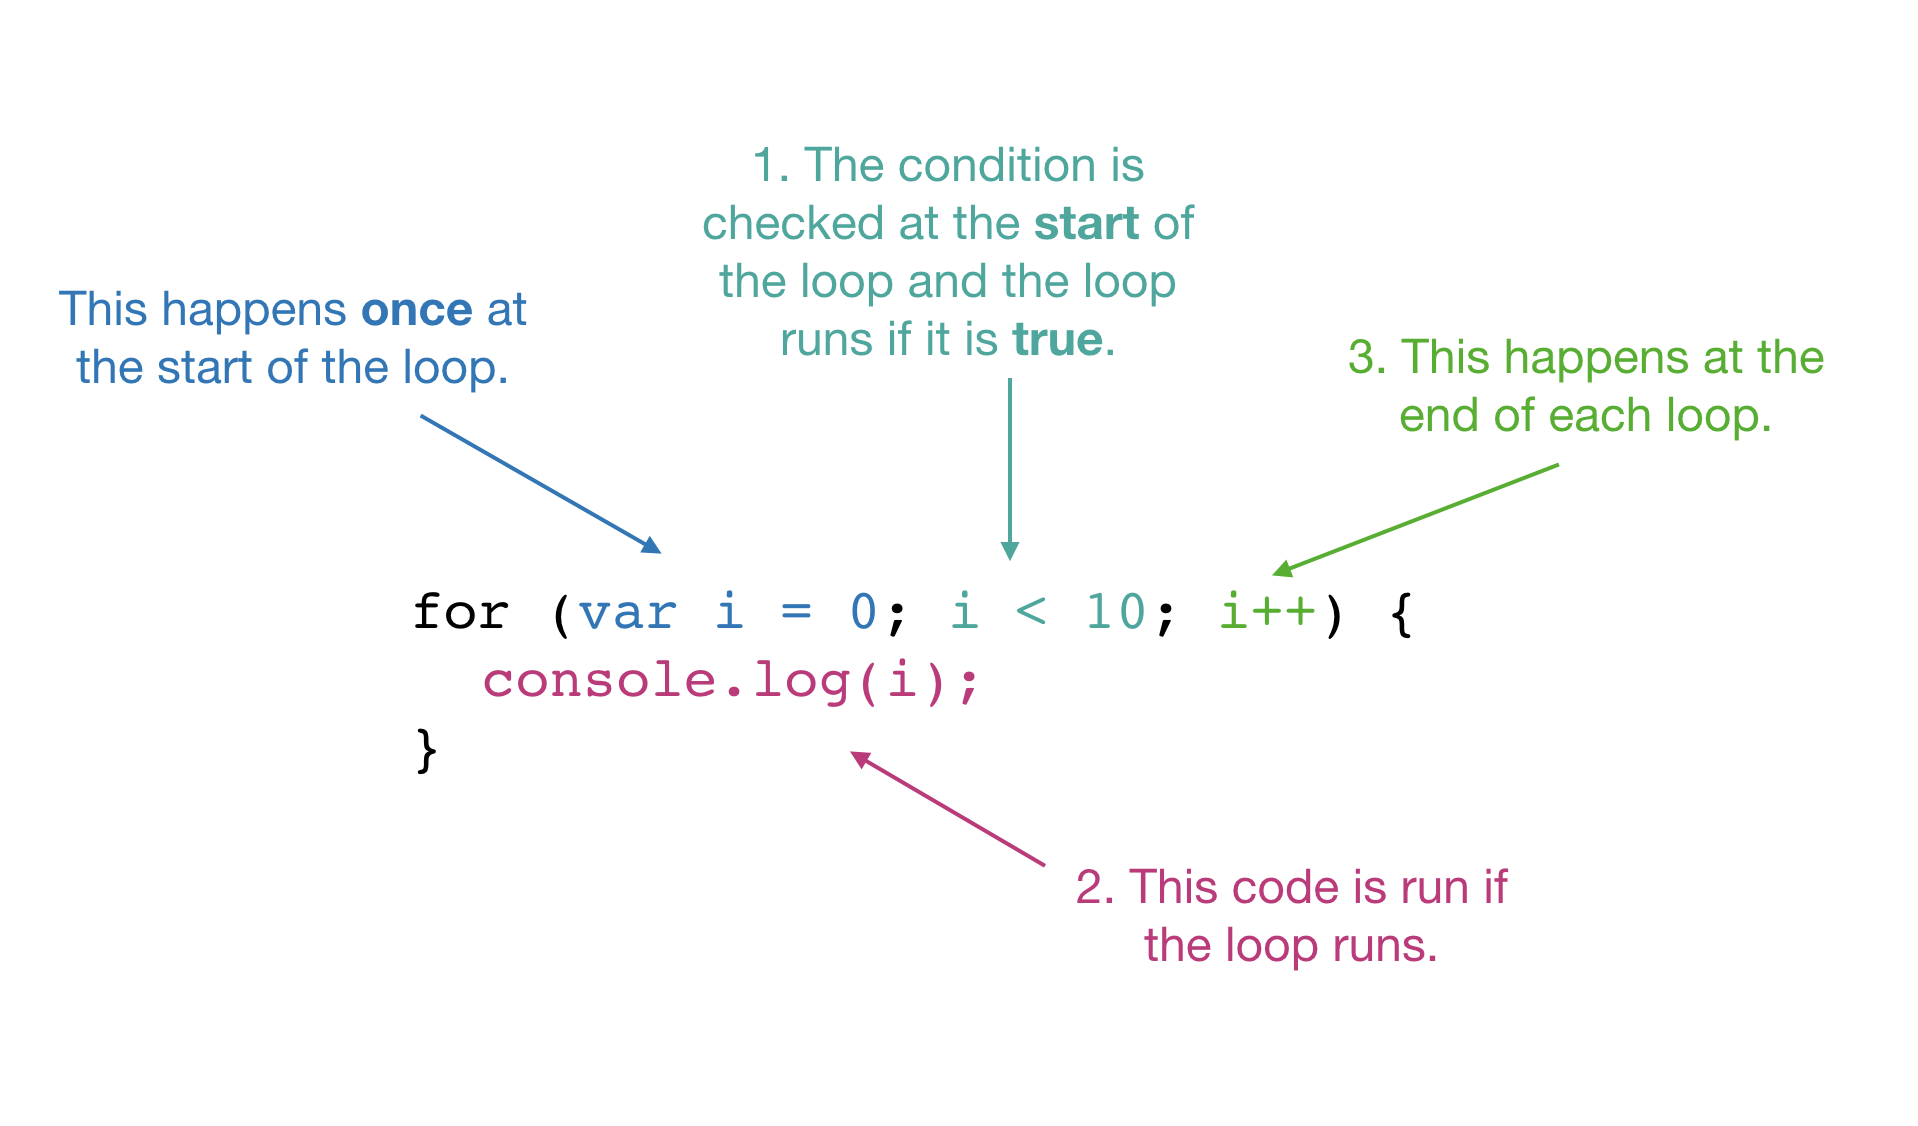 1. The condition is
checked at the start of
the loop and the loop
runs if it is true.
This happens once at
the start of the loop.
3. This happens at the
end of each loop.
for (var i = 0; i < 10; i++) {
  console.log(i);
}
2. This code is run if
the loop runs.